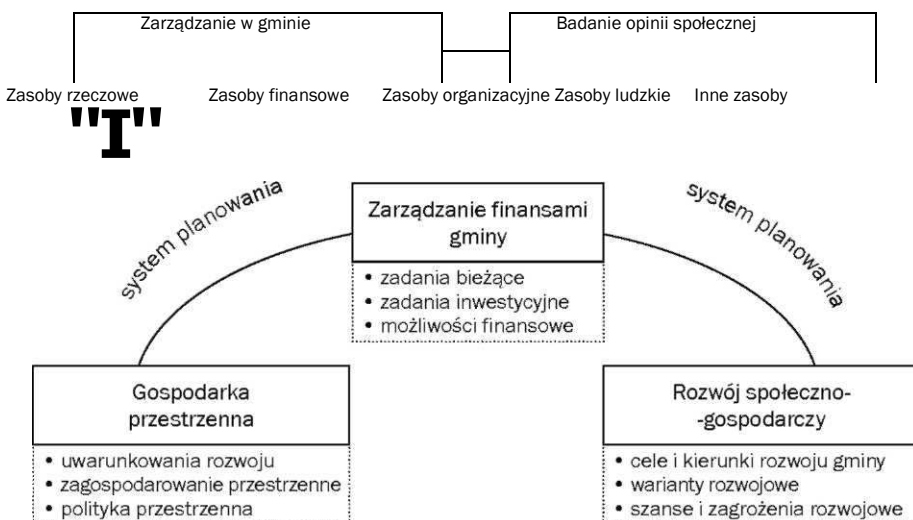 Zarządzanie w gminie
Badanie opinii społecznej
Zasoby rzeczowe
Zasoby finansowe
Zasoby organizacyjne
Zasoby ludzkie
Inne zasoby
"I"
system planowania
system planowania
Zarządzanie finansami
gminy
• zadania bieżące
• zadania inwestycyjne
• możliwości finansowe
Gospodarka
przestrzenna
• uwarunkowania rozwoju
• zagospodarowanie przestrzenne
• polityka przestrzenna
Rozwój społeczno-
-gospodarczy
• cele i kierunki rozwoju gminy
• warianty rozwojowe
• szanse i zagrożenia rozwojowe